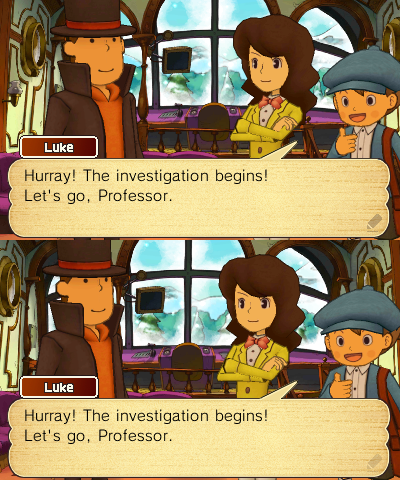 Luke
Hurray! The investigation begins!
Let's go, Professor.
Luke
Hurray! The investigation begins!
Let's go, Professor.